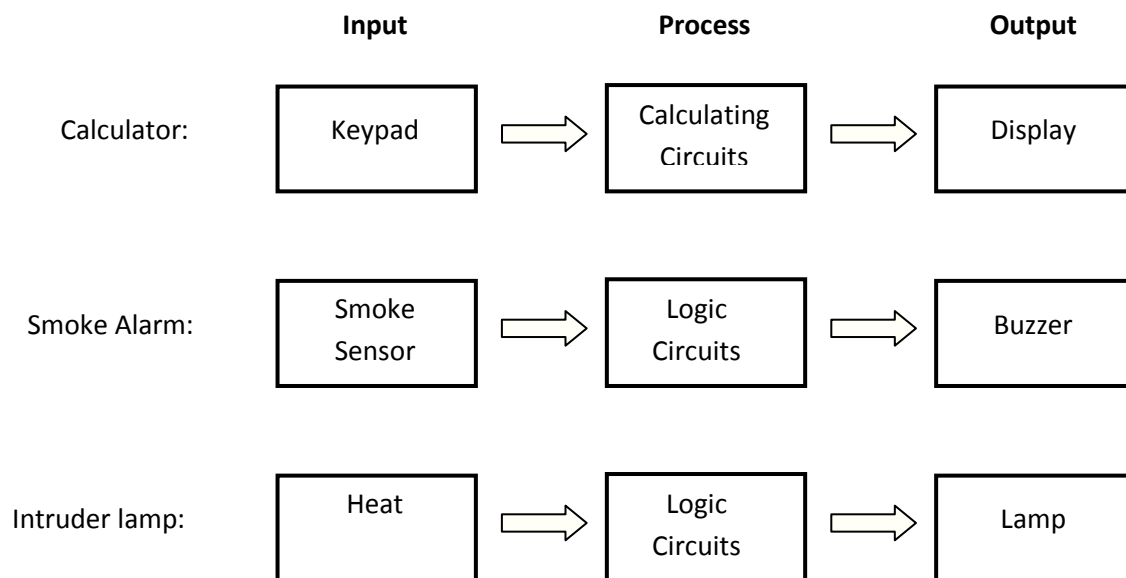 Input Process Output
Calculator: Keypad Calculating Circuits Display
Smoke Alarm: Smoke Sensor Logic Circuits Buzzer
Intruder lamp: Heat Logic Circuits Lamp